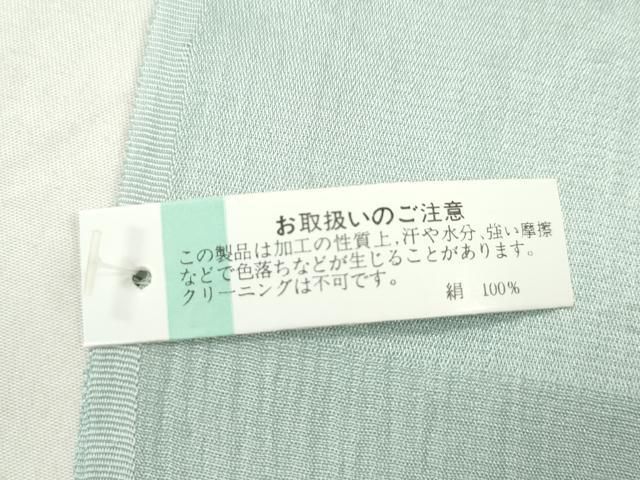 お取扱いのご注意
この製品は加工の性質上,汗や水分、強い摩擦
などで色落ちなどが生じることがあります。
クリーニングは不可です。 絹 100%